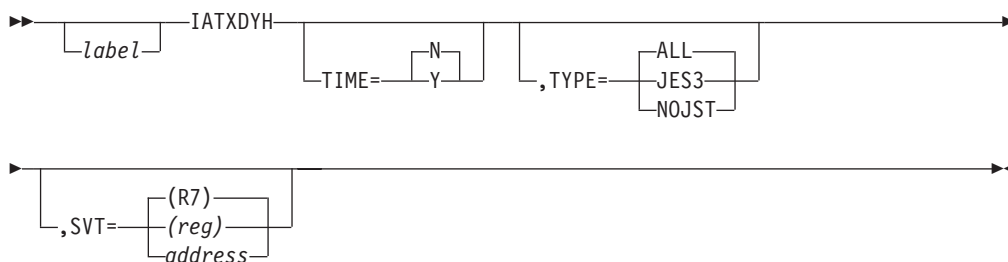 label IATXDYH TIME= N Y ,TYPE= ALL JES3 NOJST
,SVT= (R7) (reg) address